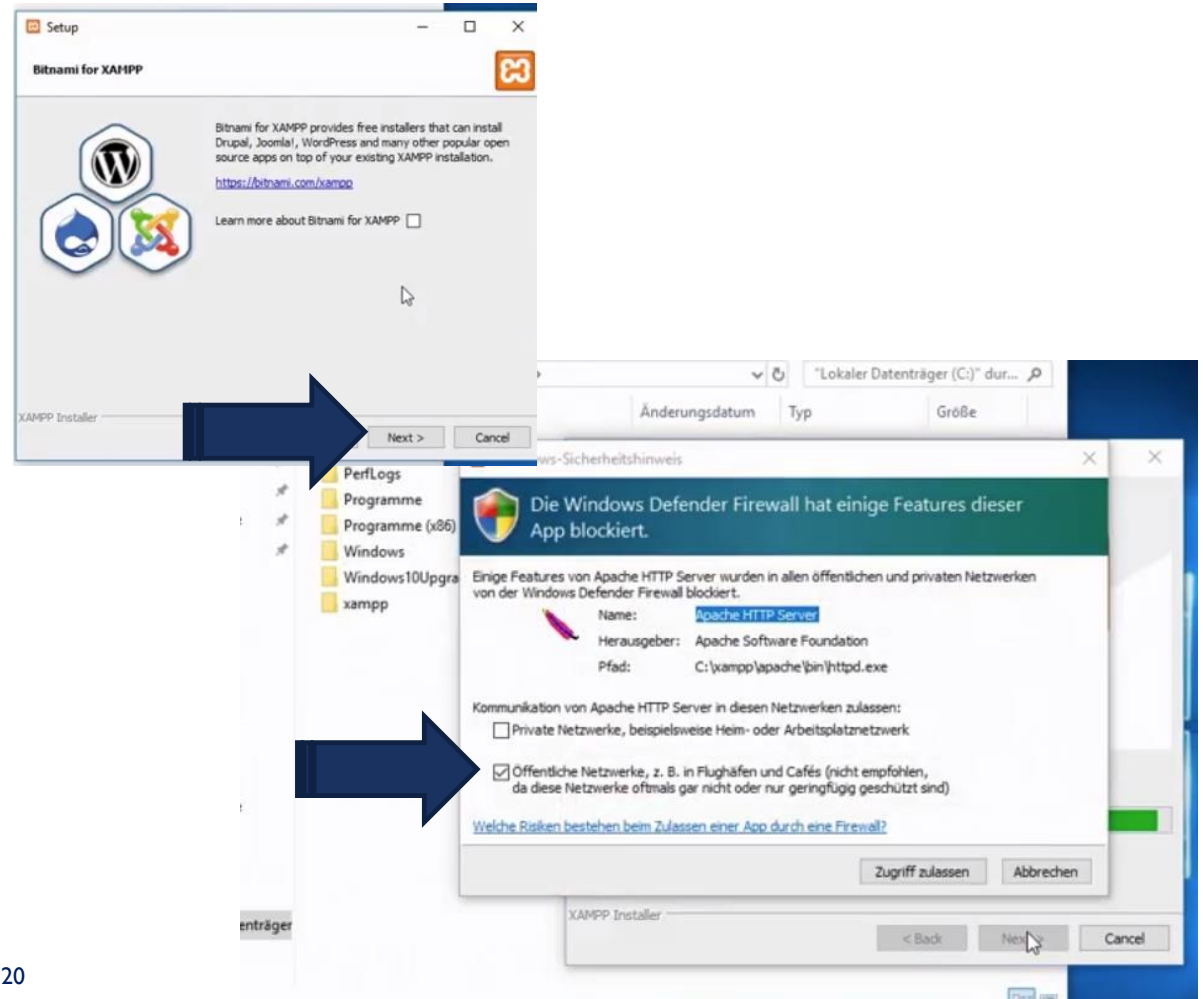 Setup
Bitnami for XAMPP
Bitnami for XAMPP provides free installers that can install
Drupal, Joomla!, WordPress and many other popular open
source apps on top of your existing XAMPP installation.
https://bitnami.com/xampp
Learn more about Bitnami for XAMPP
XAMPP Installer
Next >
Cancel
"Lokaler Datenträger (C:)" dur...
Änderungsdatum
Typ
Größe
PerfLogs
Programme
Programme (x86)
Windows
Windows10Upgra
xampp
ws-Sicherheitshinweis
Die Windows Defender Firewall hat einige Features dieser
App blockiert.
Einige Features von Apache HTTP Server wurden in allen öffentlichen und privaten Netzwerken
von der Windows Defender Firewall blockiert.
Name: Apache HTTP Server
Herausgeber: Apache Software Foundation
Pfad: C:\xampp\apache\bin\httpd.exe
Kommunikation von Apache HTTP Server in diesen Netzwerken zulassen:
Private Netzwerke, beispielsweise Heim- oder Arbeitsplatznetzwerk
Öffentliche Netzwerke, z. B. in Flughäfen und Cafés (nicht empfohlen,
da diese Netzwerke oftmals gar nicht oder nur geringfügig geschützt sind)
Welche Risiken bestehen beim Zulassen einer App durch eine Firewall?
Zugriff zulassen
Abbrechen
enträger
XAMPP Installer
< Back
Next >
Cancel
20